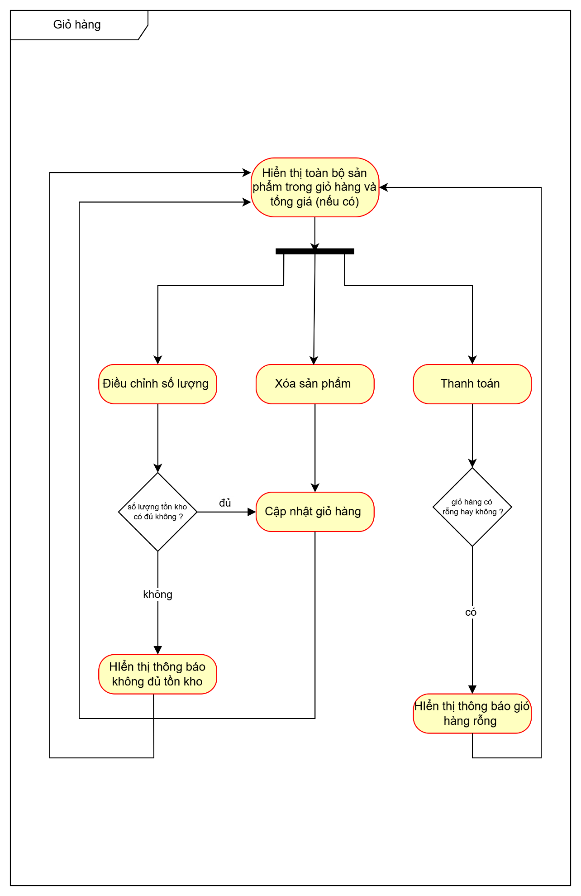 Giỏ hàng
Hiển thị toàn bộ sản
phẩm trong giỏ hàng và
tổng giá (nếu có)
Điều chỉnh số lượng
Xóa sản phẩm
Thanh toán
số lượng tồn kho
có đủ không ?
đủ
Cập nhật giỏ hàng
giỏ hàng có
rỗng hay không ?
không
có
HIển thị thông báo
không đủ tồn kho
HIển thị thông báo gió
hàng rỗng